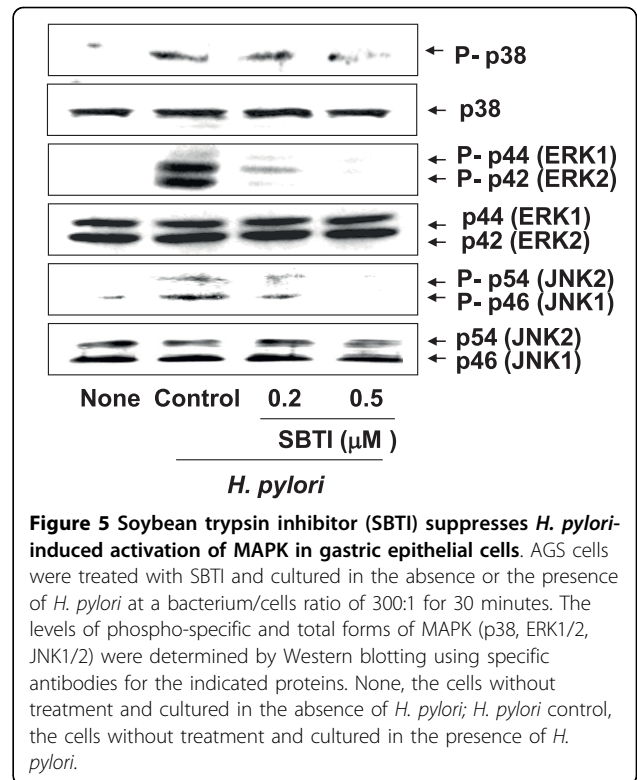 P- p38
p38
P- p44 (ERK1)
P- p42 (ERK2)
p44 (ERK1)
p42 (ERK2)
P- p54 (JNK2)
P- p46 (JNK1)
p54 (JNK2)
p46 (JNK1)
None Control 0.2 0.5
SBTI (μM )
H. pylori
Figure 5 Soybean trypsin inhibitor (SBTI) suppresses H. pylori-
induced activation of MAPK in gastric epithelial cells. AGS cells
were treated with SBTI and cultured in the absence or the presence
of H. pylori at a bacterium/cells ratio of 300:1 for 30 minutes. The
levels of phospho-specific and total forms of MAPK (p38, ERK1/2,
JNK1/2) were determined by Western blotting using specific
antibodies for the indicated proteins. None, the cells without
treatment and cultured in the absence of H. pylori; H. pylori control,
the cells without treatment and cultured in the presence of H.
pylori.